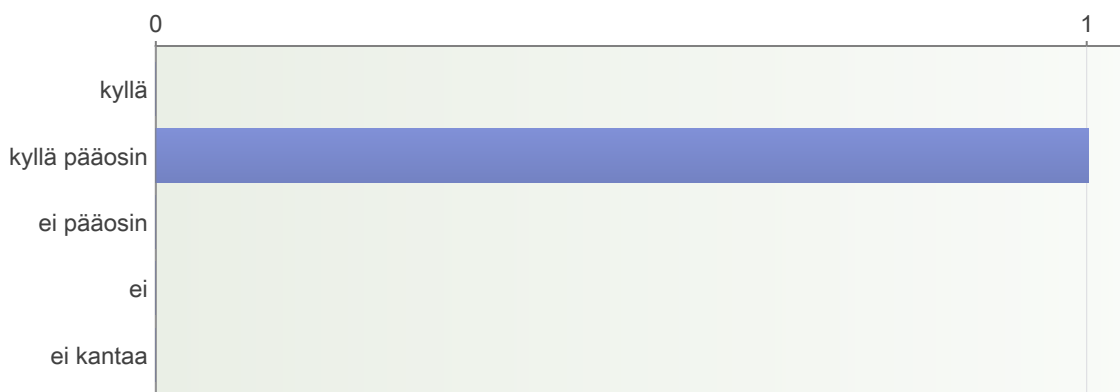 0 1
kyllä
kyllä pääosin
ei pääosin
ei
ei kantaa